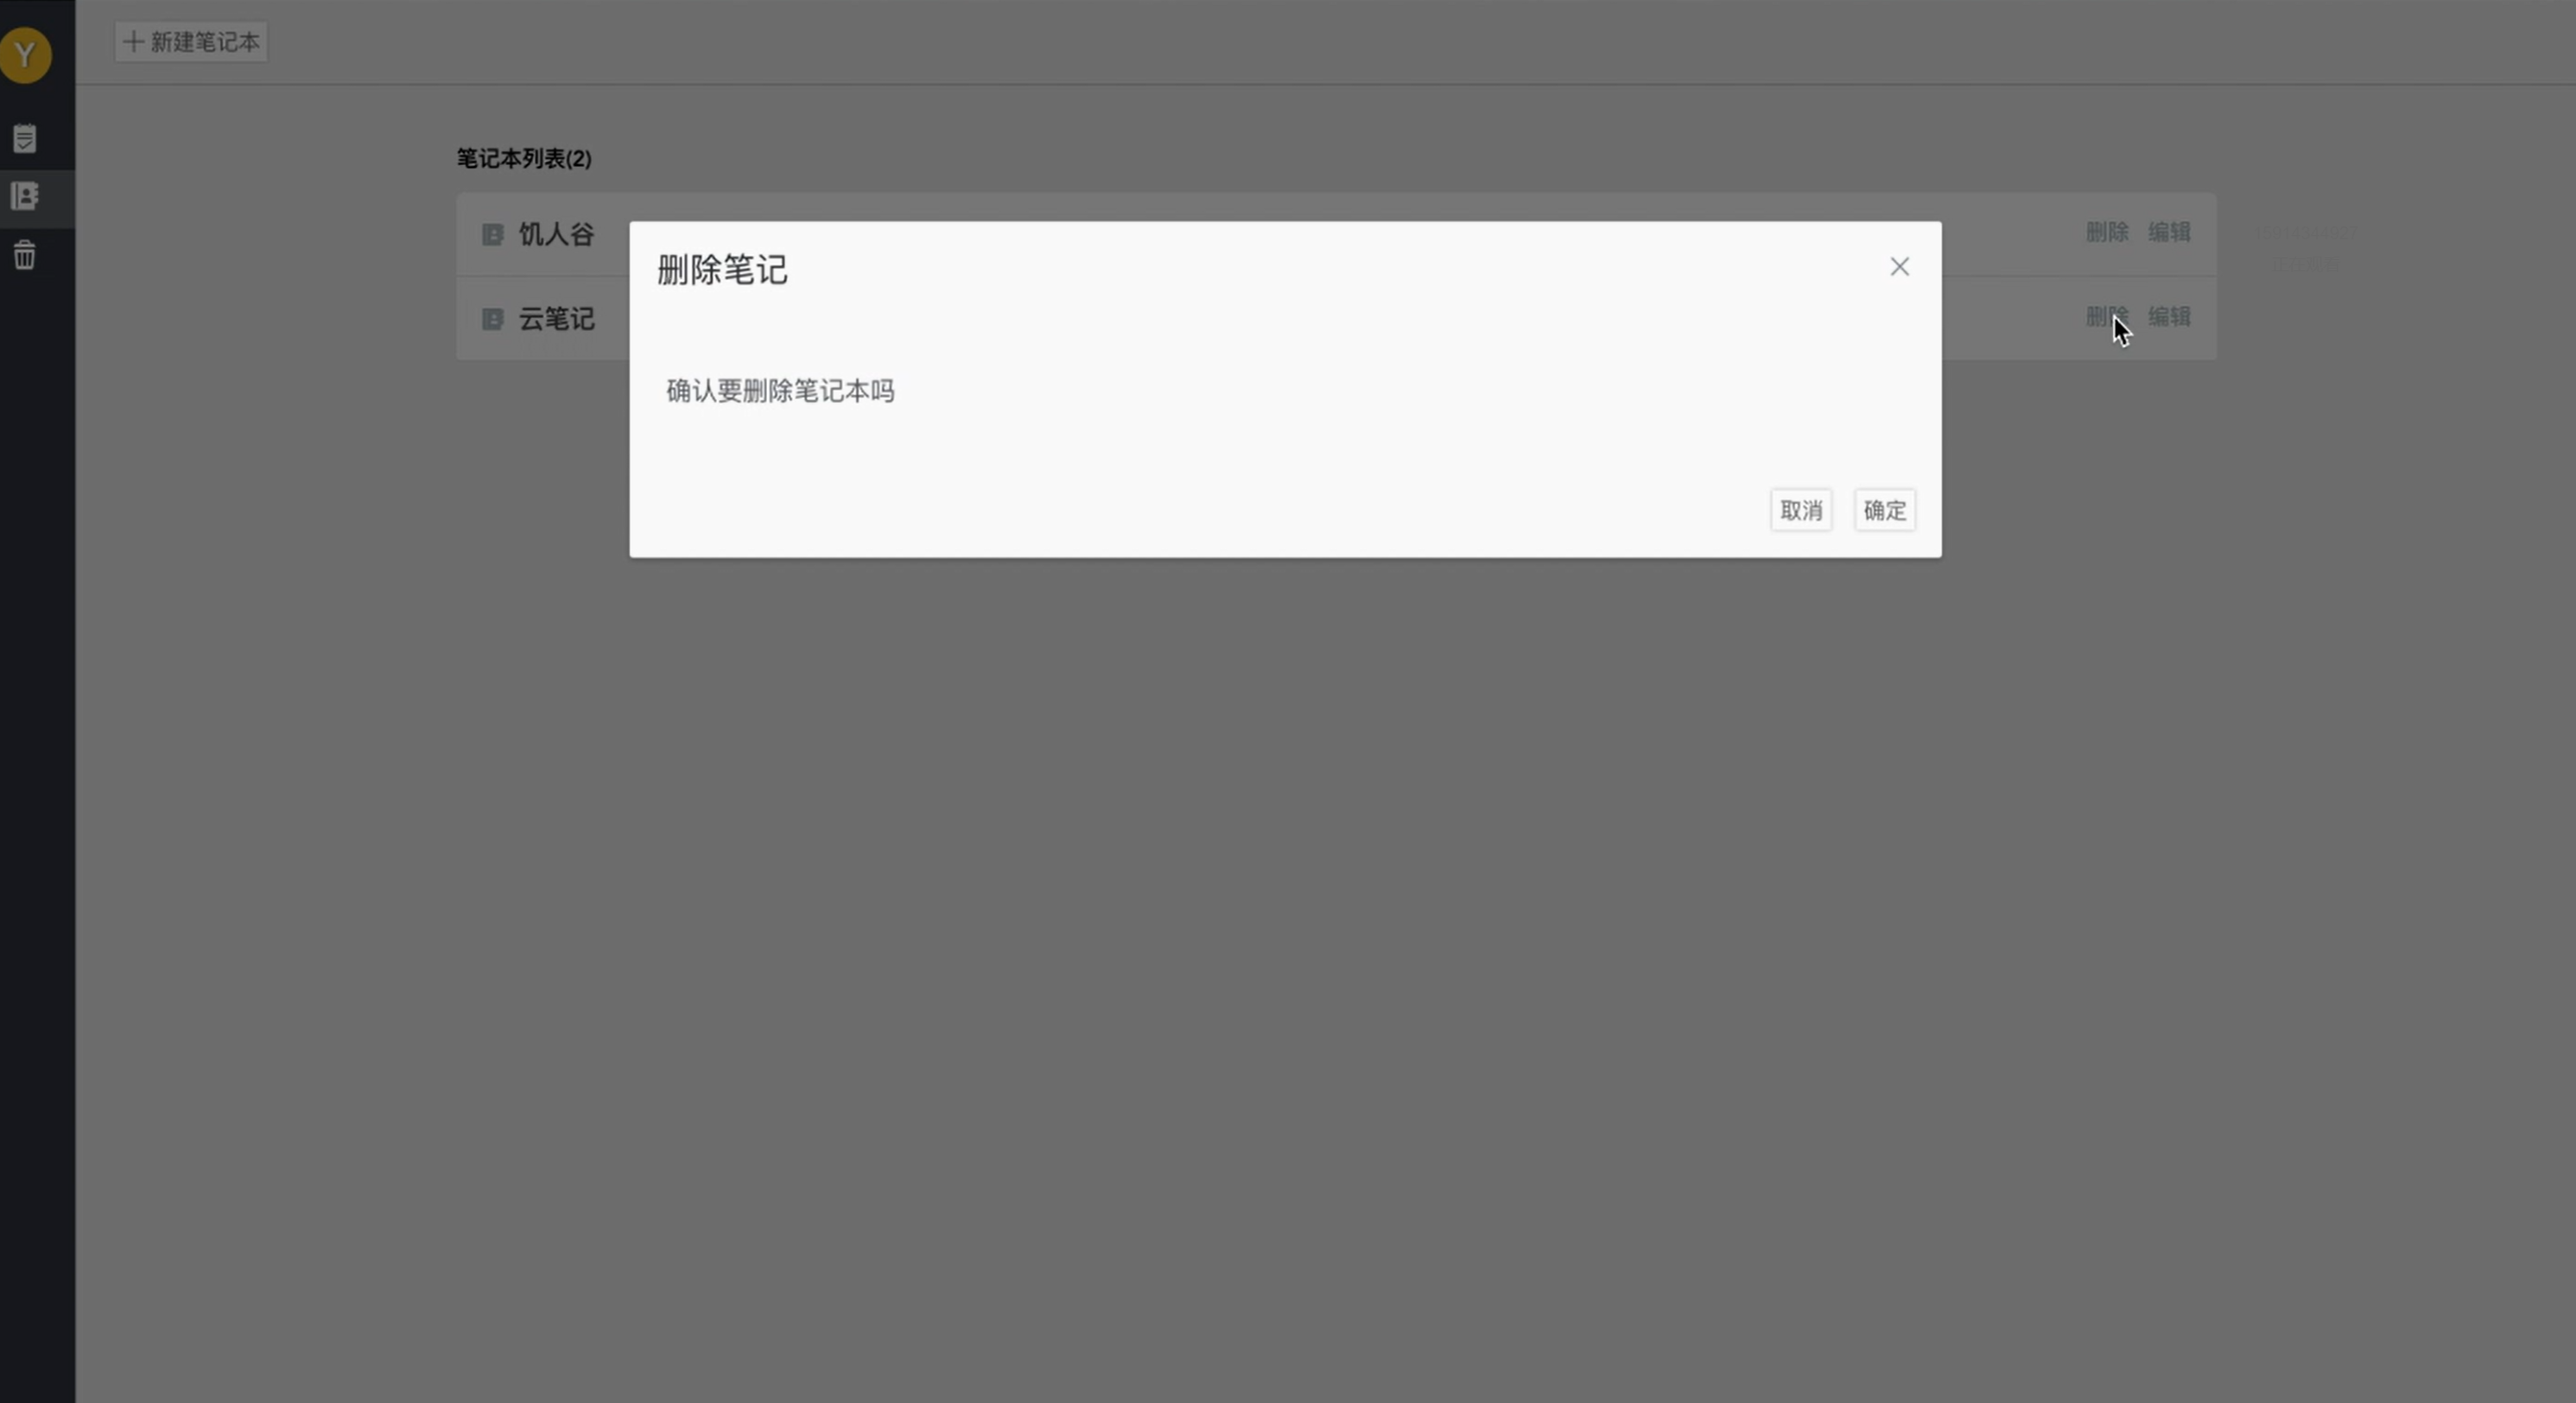 Y
新建笔记本
笔记本列表(2)
饥人谷
删除 编辑
云笔记
删除 编辑
删除笔记
确认要删除笔记本吗
取消 确定